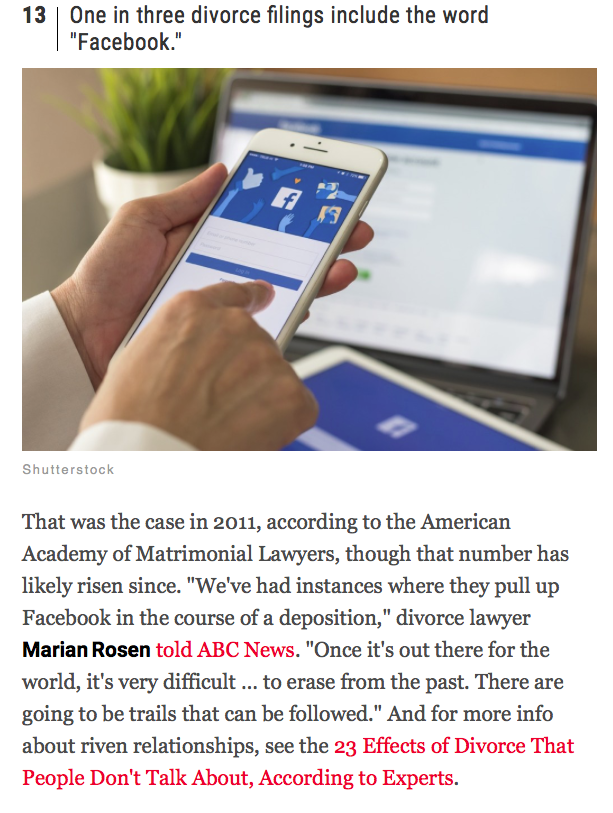 13 One in three divorce filings include the word
"Facebook."
Shutterstock
That was the case in 2011, according to the American
Academy of Matrimonial Lawyers, though that number has
likely risen since. "We've had instances where they pull up
Facebook in the course of a deposition," divorce lawyer
Marian Rosen told ABC News. "Once it's out there for the
world, it's very difficult ... to erase from the past. There are
going to be trails that can be followed." And for more info
about riven relationships, see the 23 Effects of Divorce That
People Don't Talk About, According to Experts.